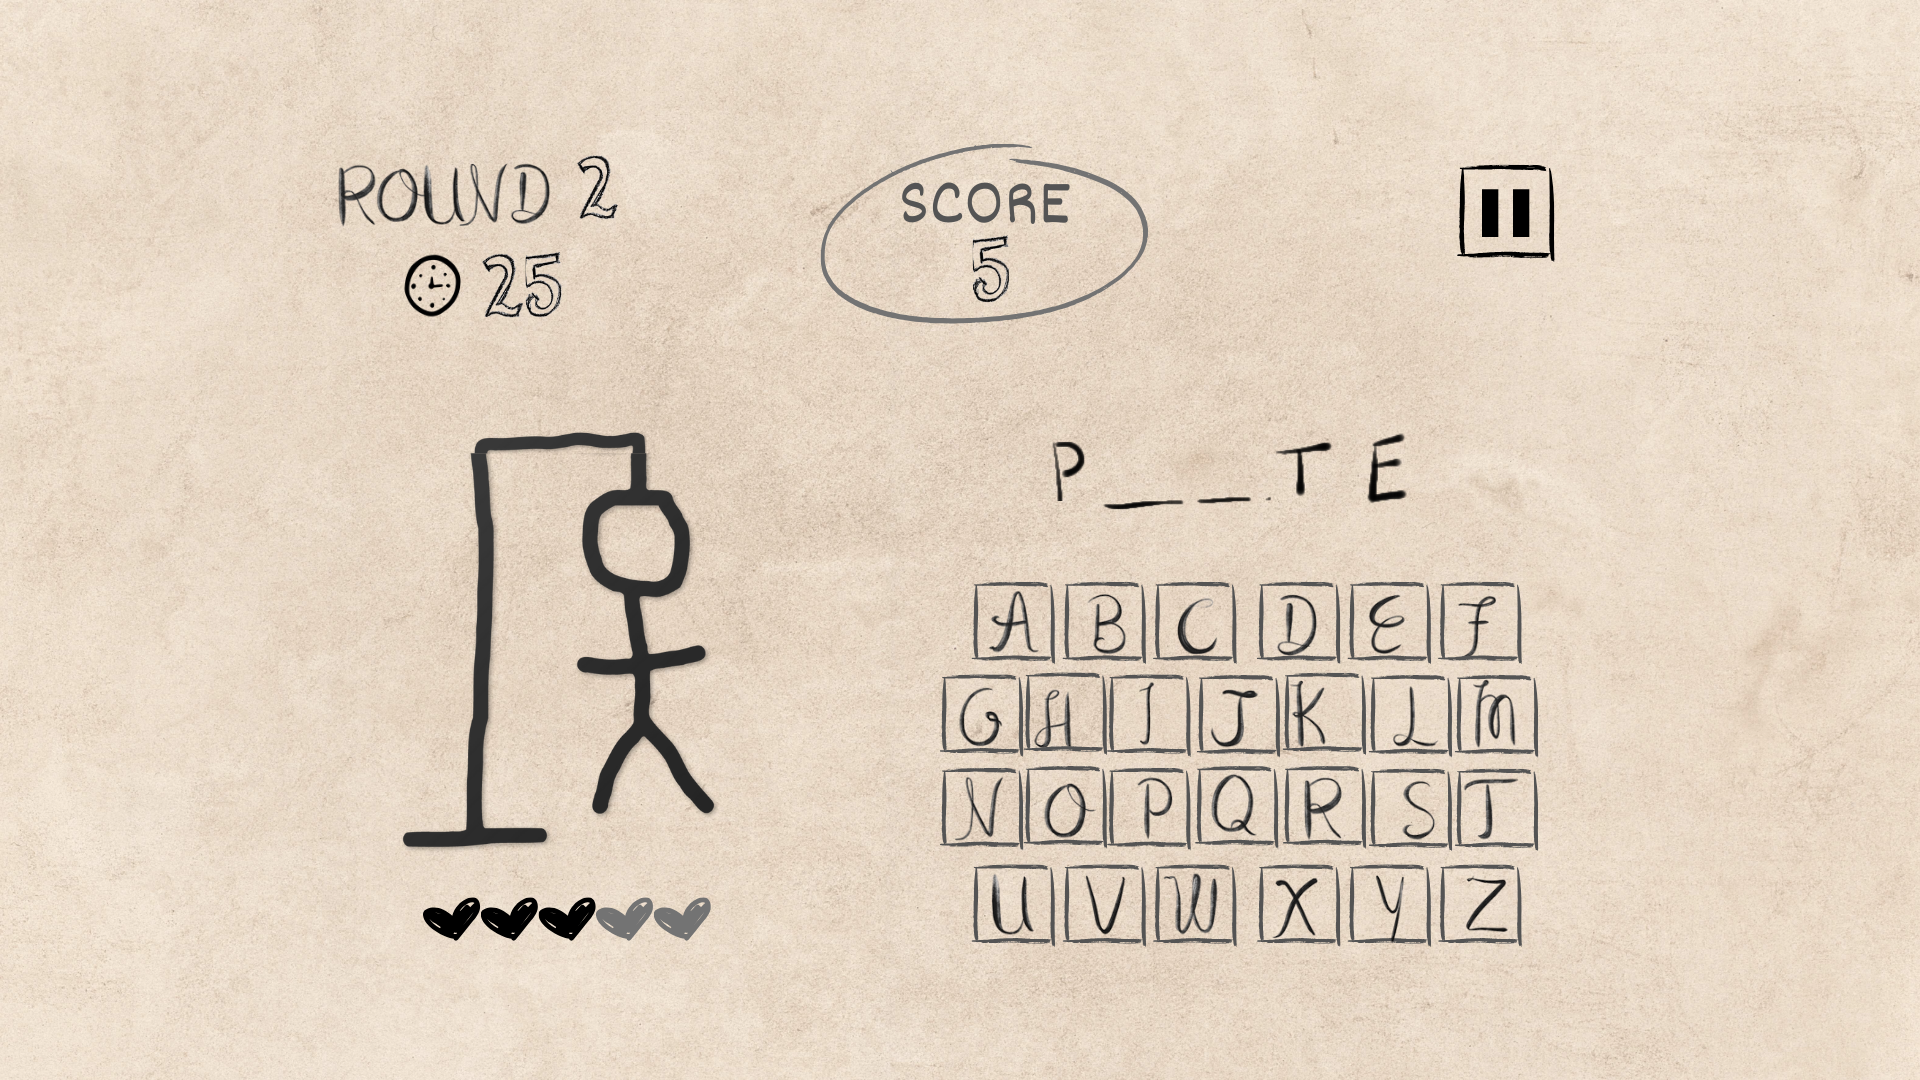 ROUND 2
25
SCORE
5
P _ _ T E
A B C D E F
G H I J K L M
N O P Q R S T
U V W X Y Z